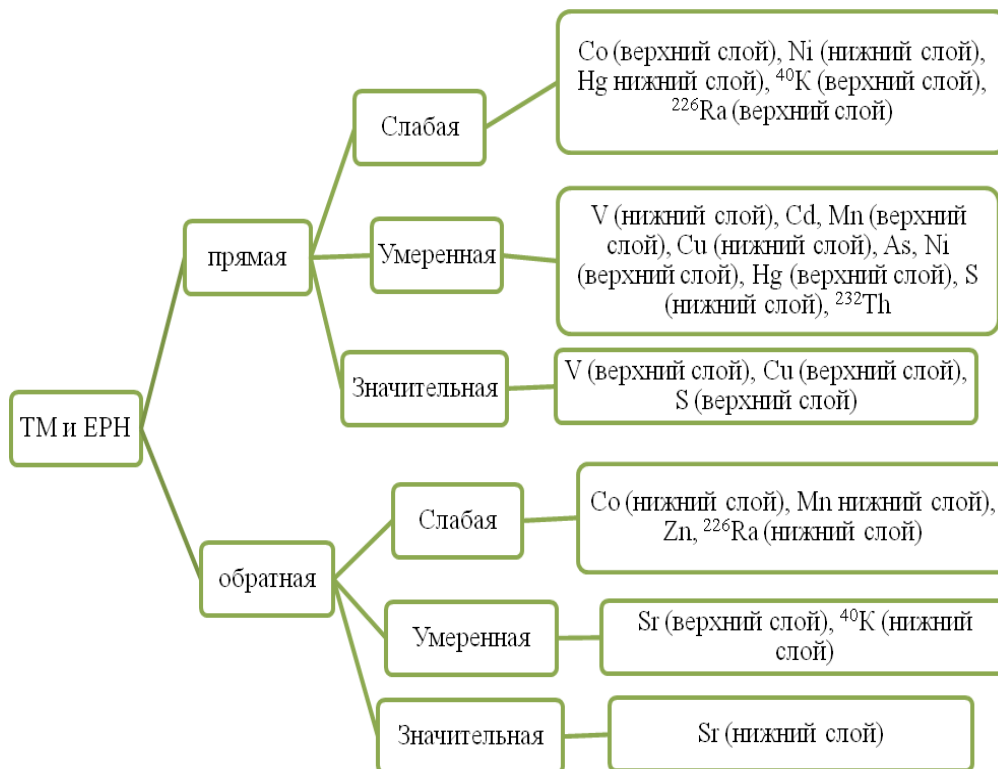 ТМ и ЕРН
прямая
Слабая
Co (верхний слой), Ni (нижний слой),
Hg нижний слой), ⁴⁰К (верхний слой),
²²⁶Ra (верхний слой)
Умеренная
V (нижний слой), Cd, Mn (верхний
слой), Cu (нижний слой), As, Ni
(верхний слой), Hg (верхний слой), S
(нижний слой), ²³²Th
Значительная
V (верхний слой), Cu (верхний слой),
S (верхний слой)
обратная
Слабая
Co (нижний слой), Mn нижний слой),
Zn, ²²⁶Ra (нижний слой)
Умеренная
Sr (верхний слой), ⁴⁰К (нижний
слой)
Значительная
Sr (нижний слой)